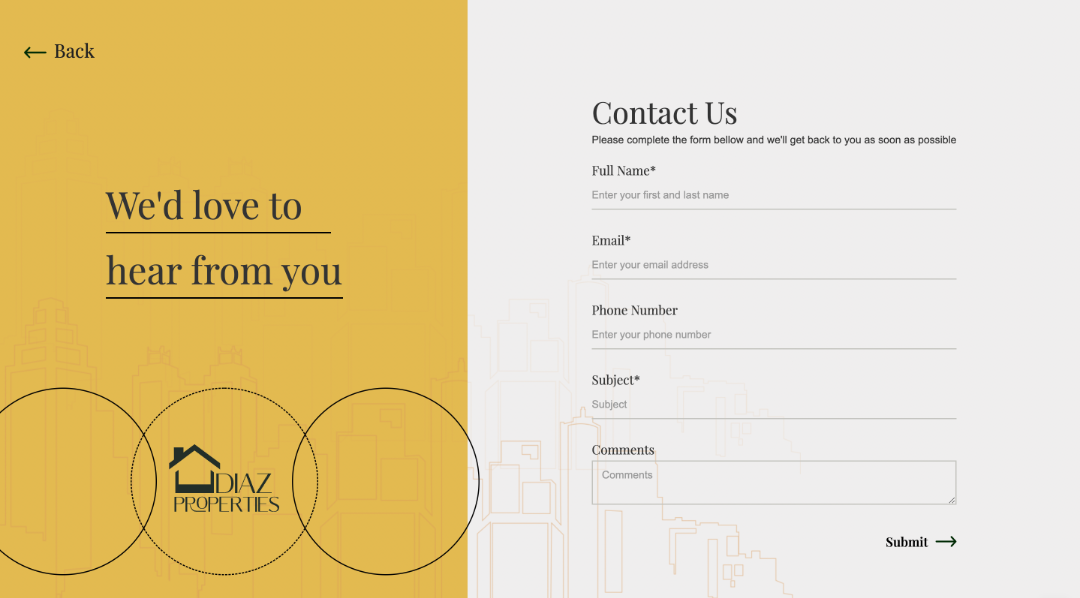 Back
We'd love to
hear from you
DIAZ
PROPERTIES
Contact Us
Please complete the form bellow and we'll get back to you as soon as possible
Full Name*
Enter your first and last name
Email*
Enter your email address
Phone Number
Enter your phone number
Subject*
Subject
Comments
Comments
Submit